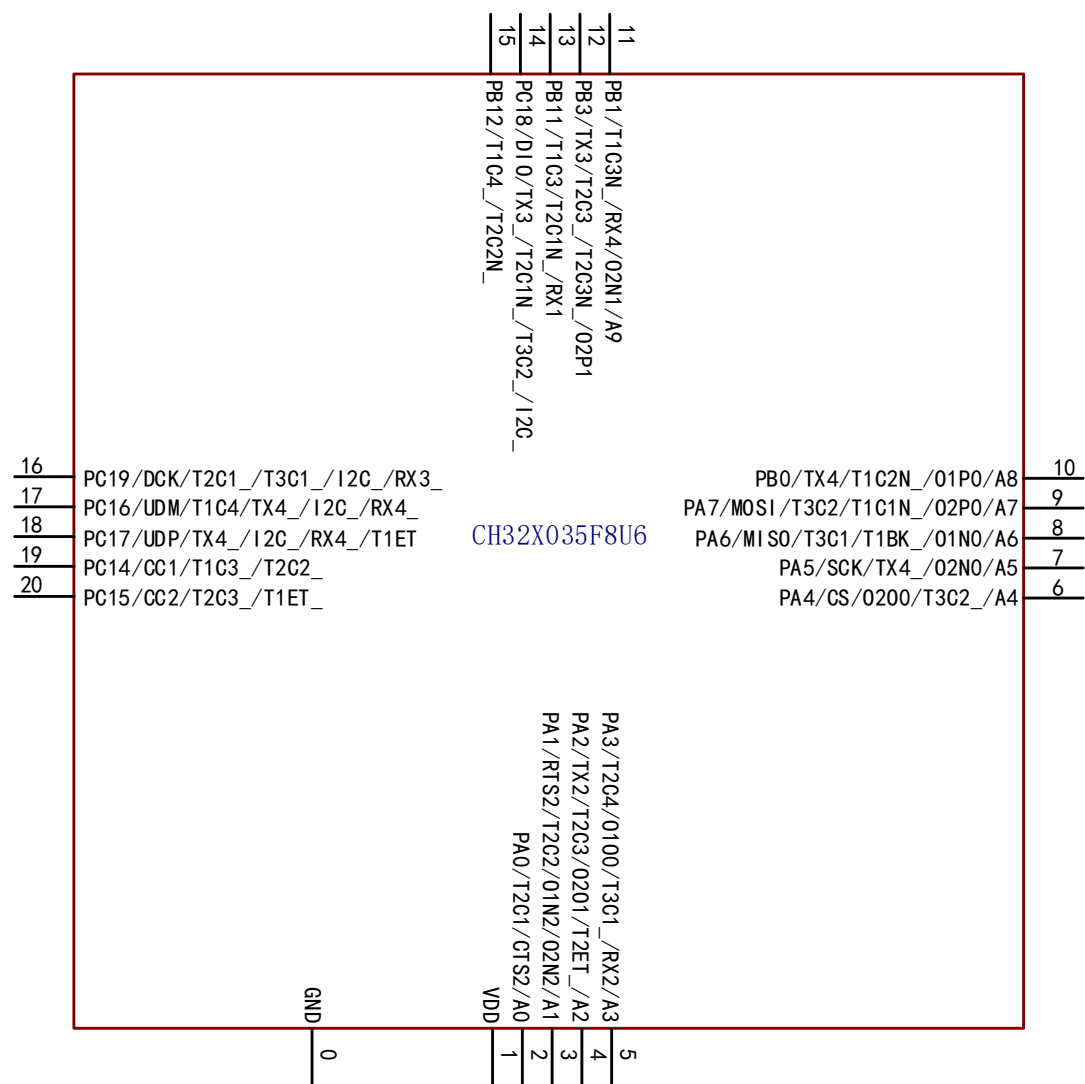 15
14
13
12
11
PB12/T1C4_/T2C2N_
PC18/DIO/TX3_/T2C1N_/T3C2_/I2C_
PB11/T1C3/T2C1N_/RX1
PB3/TX3/T2C3_/T2C3N_/O2P1
PB1/T1C3N_/RX4/O2N1/A9
16
PC19/DCK/T2C1_/T3C1_/I2C_/RX3_
17
PC16/UDM/T1C4/TX4_/I2C_/RX4_
18
PC17/UDP/TX4_/I2C_/RX4_/T1ET
19
PC14/CC1/T1C3_/T2C2_
20
PC15/CC2/T2C3_/T1ET_
CH32X035F8U6
PB0/TX4/T1C2N_/O1P0/A8
10
PA7/MOSI/T3C2/T1C1N_/O2P0/A7
9
PA6/MISO/T3C1/T1BK_/O1N0/A6
8
PA5/SCK/TX4_/O2N0/A5
7
PA4/CS/O2O0/T3C2_/A4
6
GND
VDD
PA0/T2C1/CTS2/A0
PA1/RTS2/T2C2/O1N2/O2N2/A1
PA2/TX2/T2C3/O2O1/T2ET_/A2
PA3/T2C4/O1O0/T3C1_/RX2/A3
0
1
2
3
4
5